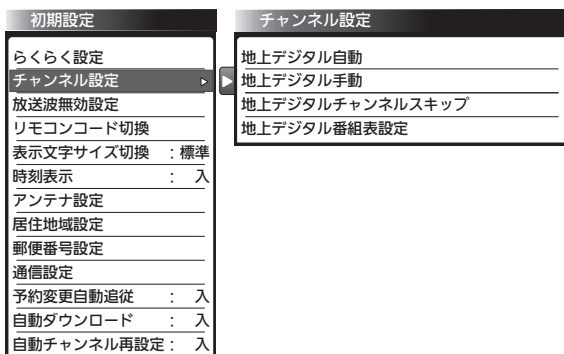 初期設定
らくらく設定
チャンネル設定
放送波無効設定
リモコンコード切換
表示文字サイズ切換 : 標準
時刻表示 : 入
アンテナ設定
居住地域設定
郵便番号設定
通信設定
予約変更自動追従 : 入
自動ダウンロード : 入
自動チャンネル再設定 : 入
チャンネル設定
地上デジタル自動
地上デジタル手動
地上デジタルチャンネルスキップ
地上デジタル番組表設定